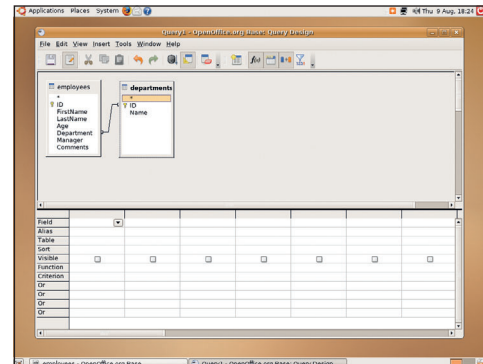 Applications Places System Thu 9 Aug, 18:24
Query1 - OpenOffice.org Base: Query Design
File Edit View Insert Tools Window Help
employees
*
ID
FirstName
LastName
Age
Department
Manager
Comments
departments
*
ID
Name
Field
Alias
Table
Sort
Visible
Function
Criterion
Or
Or
Or
Or
employees - OpenOffice.org Base Query1 - OpenOffice.org Base: Query Design